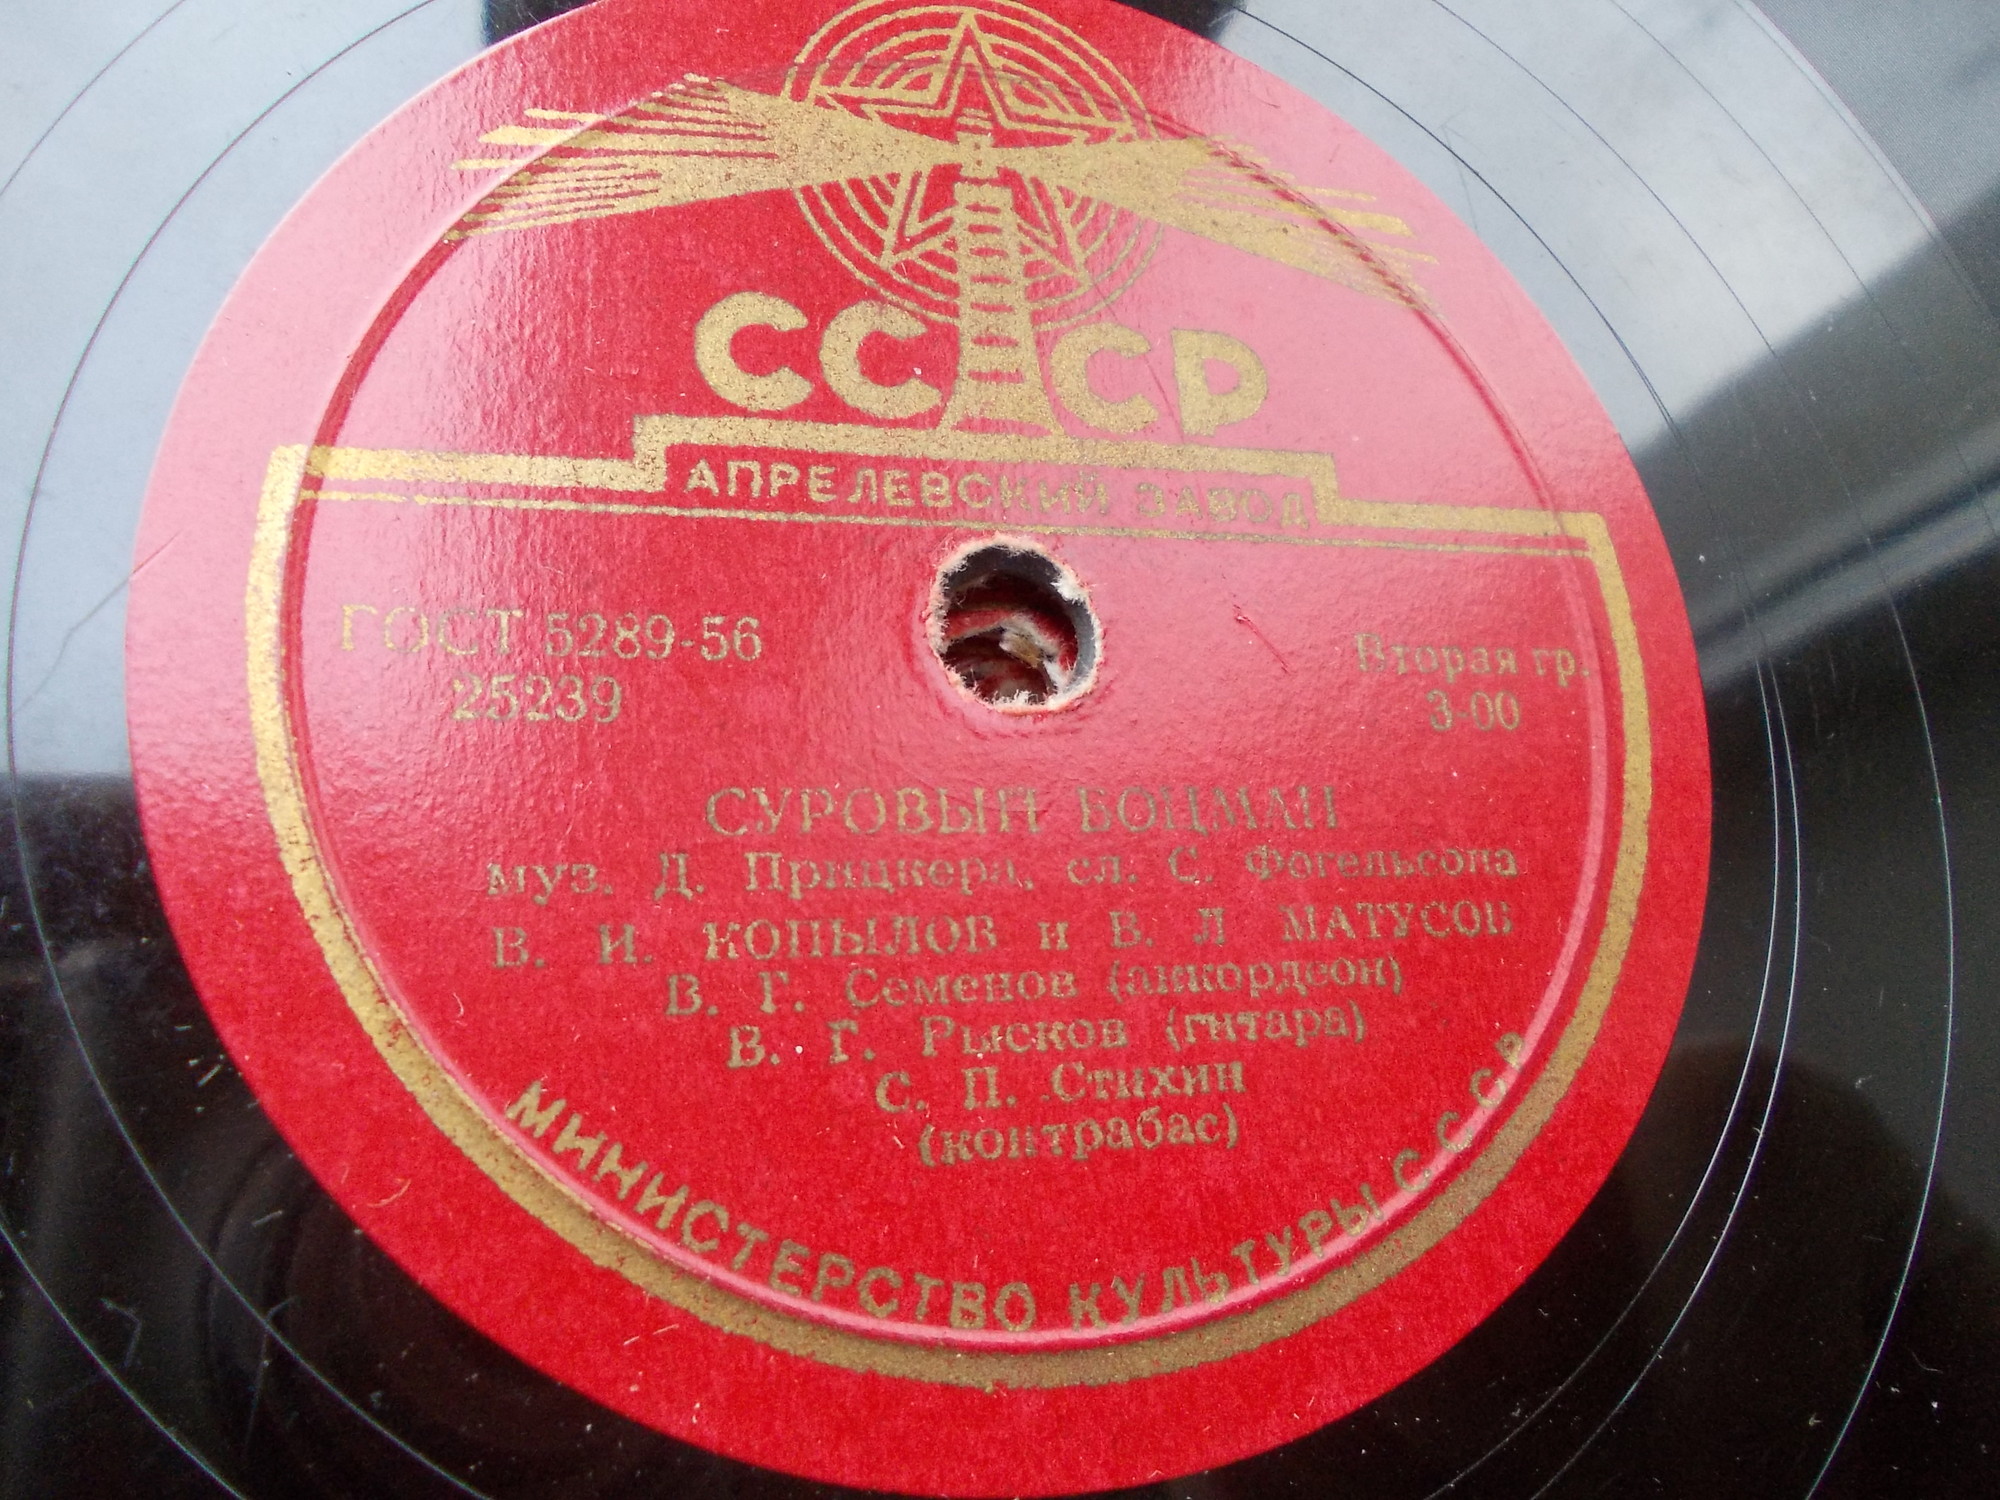 СССР
АПРЕЛЕВСКИЙ ЗАВОД
ГОСТ 5289-56
25239
Вторая гр.
3-00
СУРОВЫЙ БОЦМАН
муз. Д. Прицкера, сл. С. Фогельсона
В. И. КОПЫЛОВ и В. Л МАТУСОВ
В. Г. Семенов (аккордеон)
В. Г. Рысков (гитара)
С. П. Стихин
(контрабас)
МИНИСТЕРСТВО КУЛЬТУРЫ С.С.С.Р.